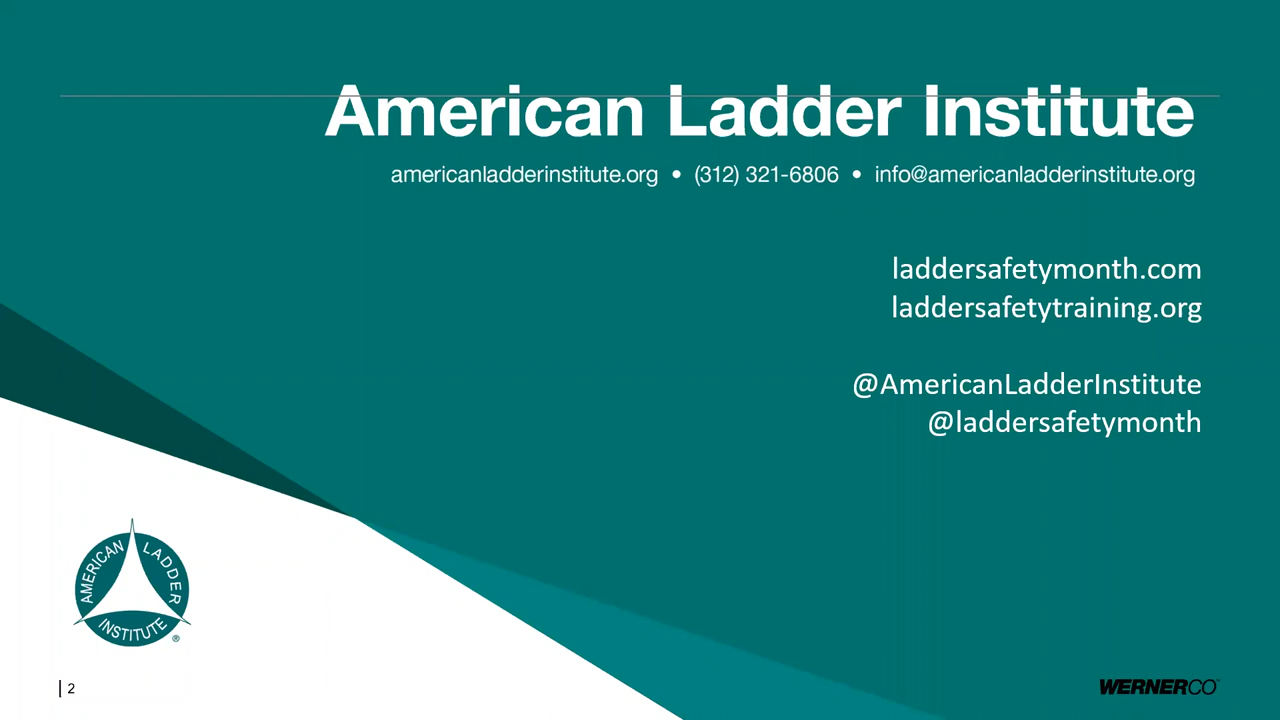 American Ladder Institute
americanladderinstitute.org • (312) 321-6806 • info@americanladderinstitute.org
laddersafetymonth.com
laddersafetytraining.org
@AmericanLadderInstitute
@laddersafetymonth
AMERICAN LADDER INSTITUTE ®
2
WERNERCO™